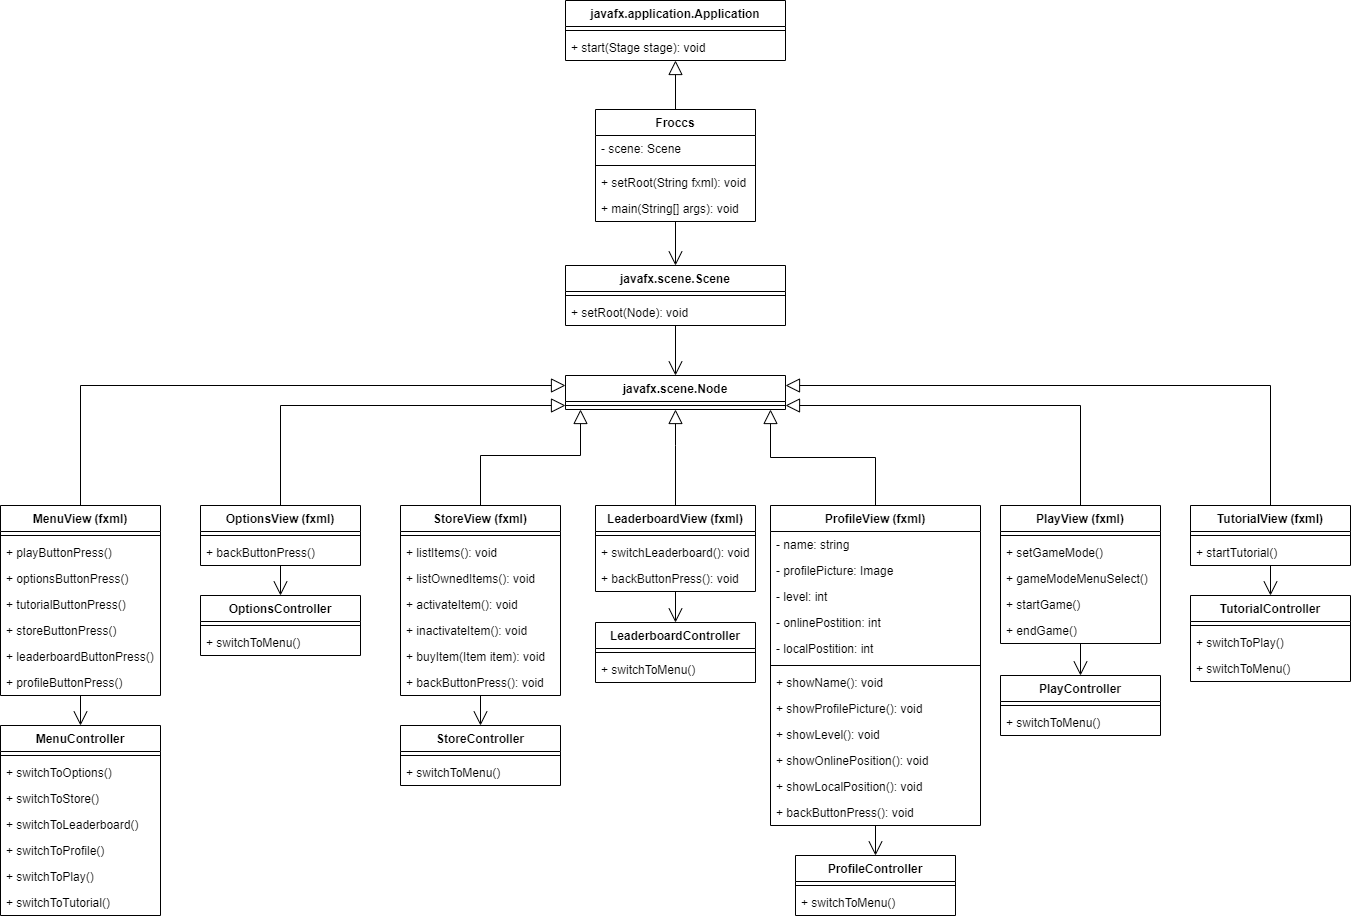 javafx.application.Application
+ start(Stage stage): void
Froccs
- scene: Scene
+ setRoot(String fxml): void
+ main(String[] args): void
javafx.scene.Scene
+ setRoot(Node): void
javafx.scene.Node
MenuView (fxml)
+ playButtonPress()
+ optionsButtonPress()
+ tutorialButtonPress()
+ storeButtonPress()
+ leaderboardButtonPress()
+ profileButtonPress()
MenuController
+ switchToOptions()
+ switchToStore()
+ switchToLeaderboard()
+ switchToProfile()
+ switchToPlay()
+ switchToTutorial()
OptionsView (fxml)
+ backButtonPress()
OptionsController
+ switchToMenu()
StoreView (fxml)
+ listItems(): void
+ listOwnedItems(): void
+ activateItem(): void
+ inactivateItem(): void
+ buyItem(Item item): void
+ backButtonPress(): void
StoreController
+ switchToMenu()
LeaderboardView (fxml)
+ switchLeaderboard(): void
+ backButtonPress(): void
LeaderboardController
+ switchToMenu()
ProfileView (fxml)
- name: string
- profilePicture: Image
- level: int
- onlinePostition: int
- localPostition: int
+ showName(): void
+ showProfilePicture(): void
+ showLevel(): void
+ showOnlinePosition(): void
+ showLocalPosition(): void
+ backButtonPress(): void
ProfileController
+ switchToMenu()
PlayView (fxml)
+ setGameMode()
+ gameModeMenuSelect()
+ startGame()
+ endGame()
PlayController
+ switchToMenu()
TutorialView (fxml)
+ startTutorial()
TutorialController
+ switchToPlay()
+ switchToMenu()